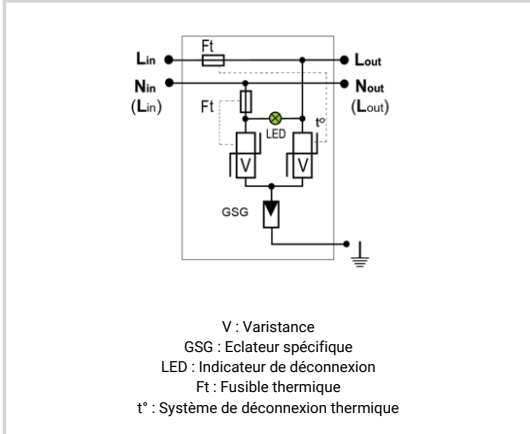 Ft
Lin Lout
Nin Nout
(Lin) Ft (Lout)
LED t°
V V
GSG
V : Varistance
GSG : Eclateur spécifique
LED : Indicateur de déconnexion
Ft : Fusible thermique
t° : Système de déconnexion thermique